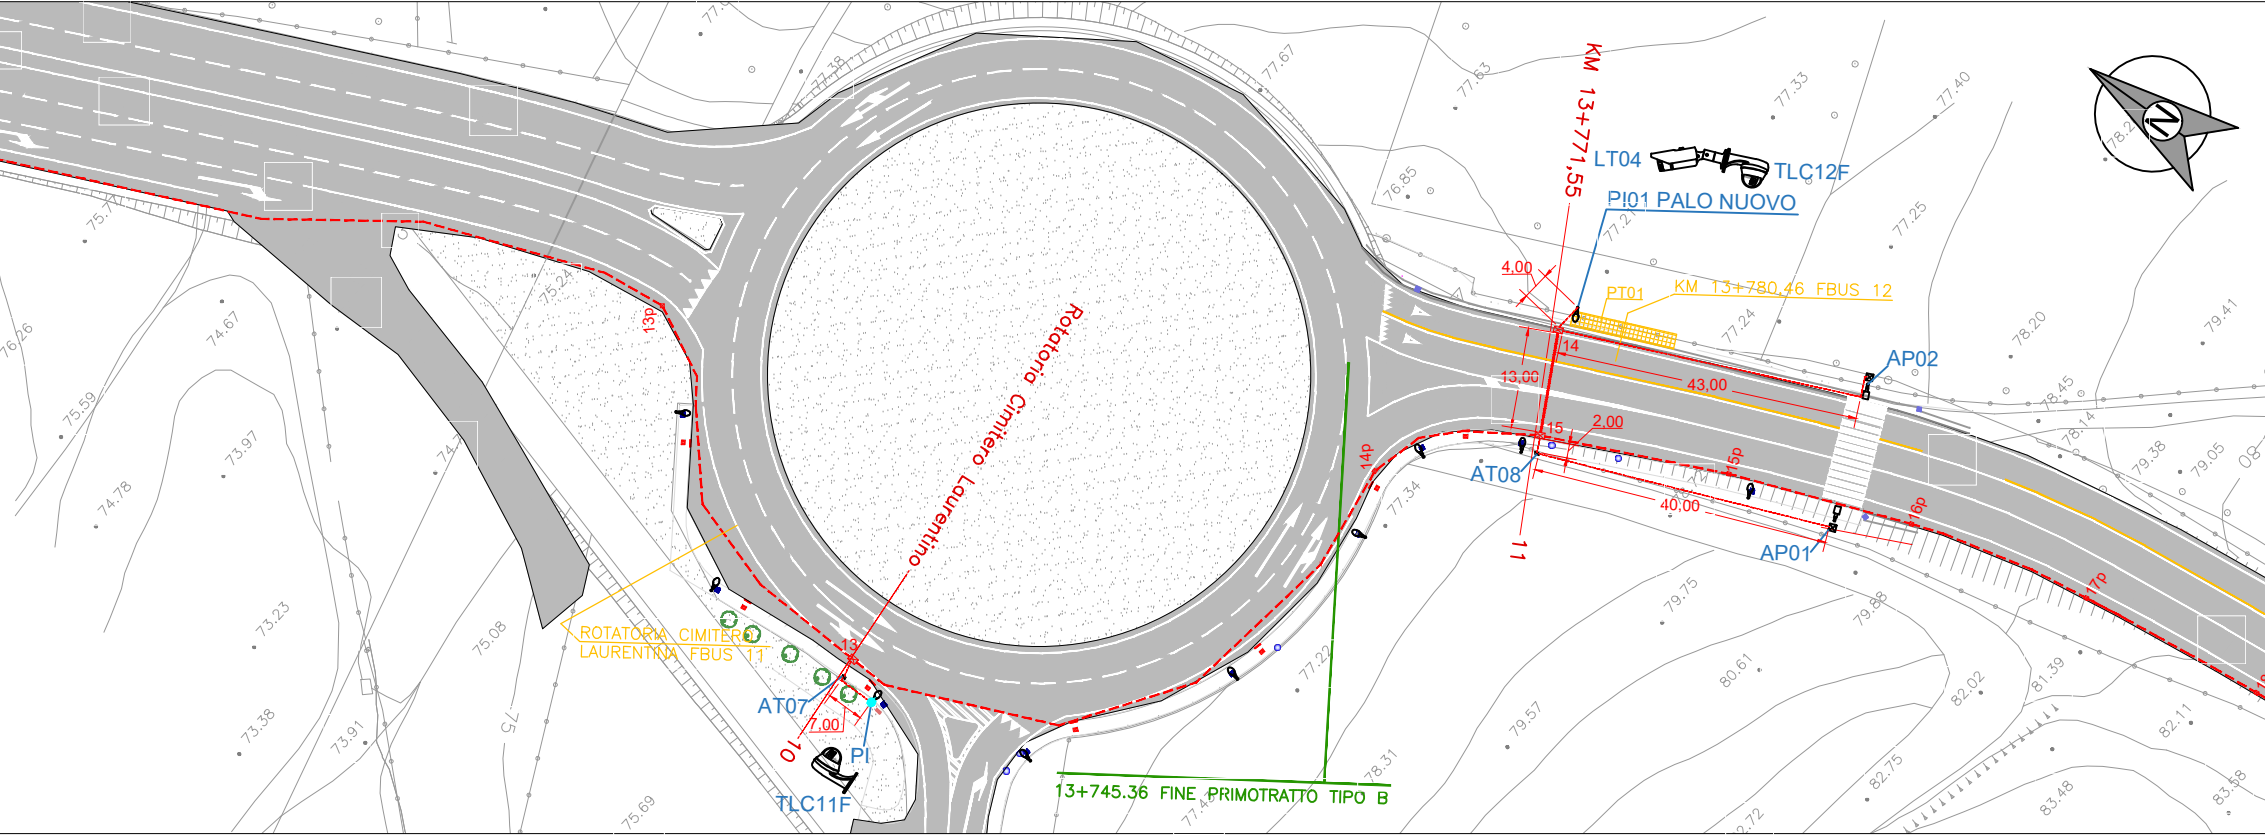 77.38
77.67
77.63
77.33
77.40
76.85
77.21
77.25
KM 13+771,55
LT04
TLC12F
PI01 PALO NUOVO
N
4,00
PT01
KM 13+780.46 FBUS 12
77.24
78.20
79.41
14
13,00
43,00
AP02
78.45
78.14
15
2,00
14p
15p
AT08
40,00
16p
AP01
79.38
79.05
11
17p
77.34
79.75
79.88
75.24
13p
74.67
76.26
75.59
73.97
74.78
Rotatoria Cimitero Laurentino
ROTATORIA CIMITERO
LAURENTINA FBUS 11
13
AT07
7,00
10
PI
TLC11F
73.23
75.08
73.38
73.91
75
75.69
77.22
80.61
82.02
81.39
79.57
82.11
78.31
82.75
83.48
83.58
13+745.36 FINE PRIMOTRATTO TIPO B